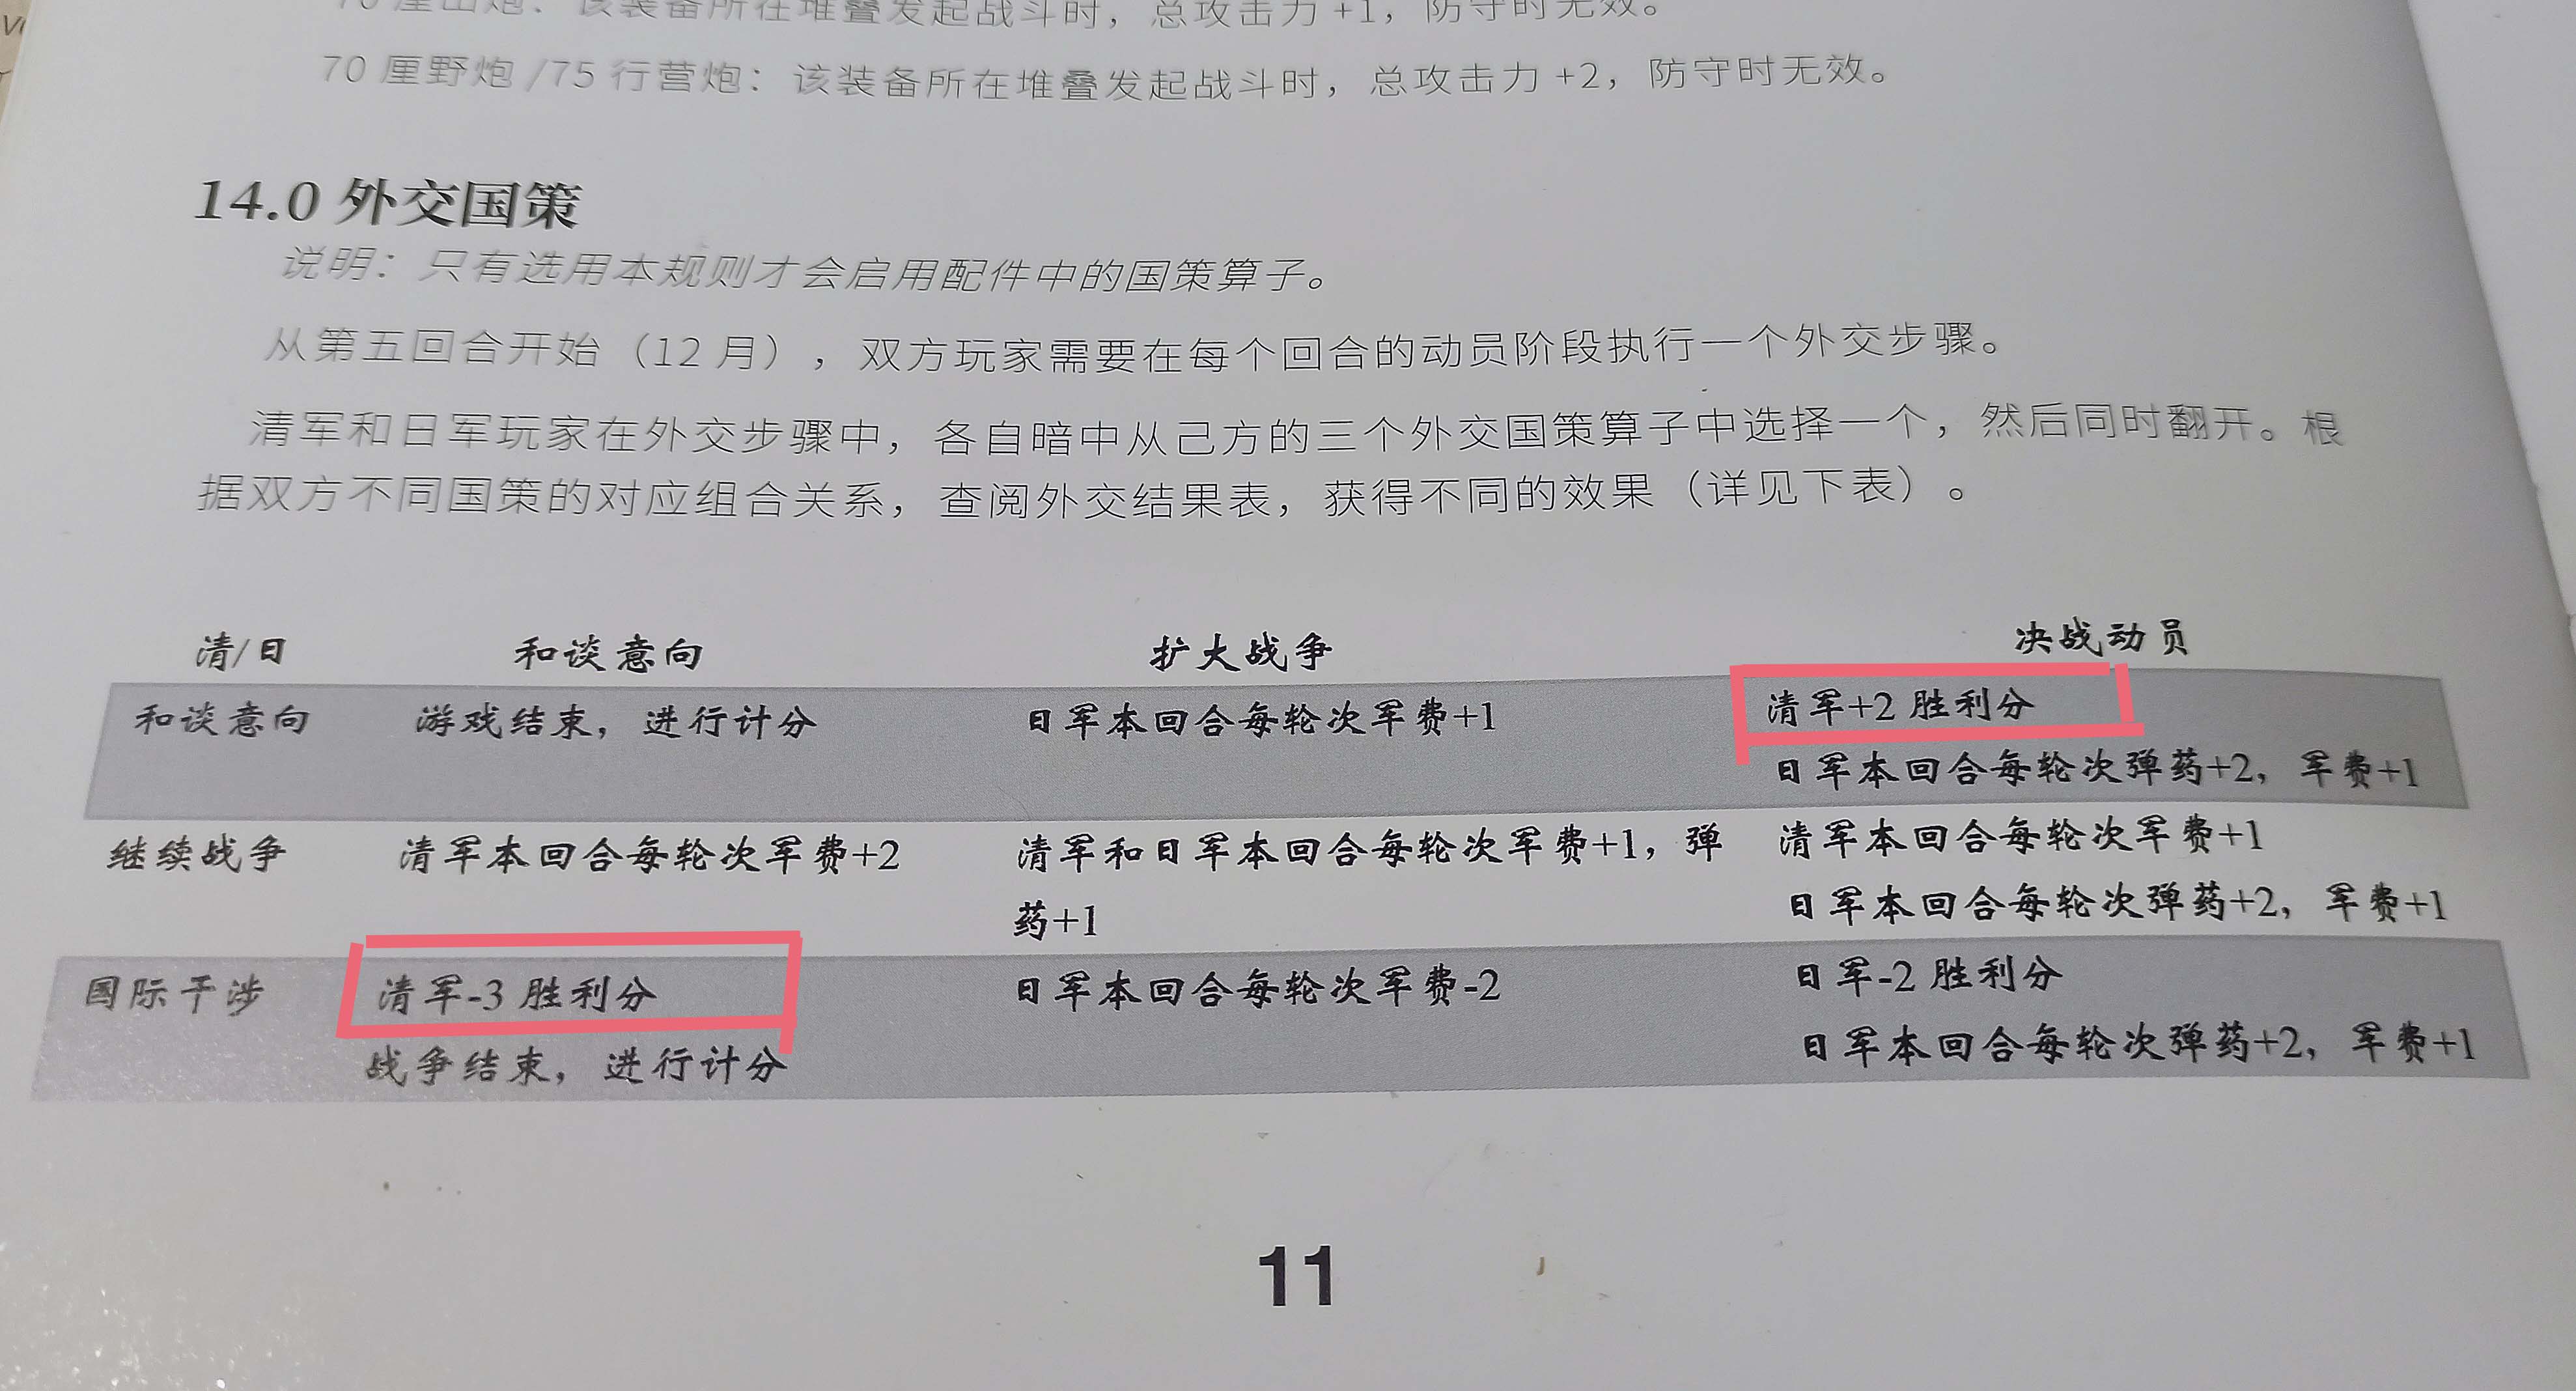 70 厘山炮：该装备所在堆叠发起战斗时，总攻击力 +1，防守时无效。
70 厘野炮 /75 行营炮：该装备所在堆叠发起战斗时，总攻击力 +2，防守时无效。
14.0 外交国策
说明：只有选用本规则才会启用配件中的国策算子。
从第五回合开始（12 月），双方玩家需要在每个回合的动员阶段执行一个外交步骤。
清军和日军玩家在外交步骤中，各自暗中从己方的三个外交国策算子中选择一个，然后同时翻开。根
据双方不同国策的对应组合关系，查阅外交结果表，获得不同的效果（详见下表）。
清/日 和谈意向 扩大战争 决战动员
和谈意向 游戏结束，进行计分 日军本回合每轮次军费+1 清军+2 胜利分
日军本回合每轮次弹药+2，军费+1
继续战争 清军本回合每轮次军费+2 清军和日军本回合每轮次军费+1，弹 清军本回合每轮次军费+1
药+1 日军本回合每轮次弹药+2，军费+1
国际干涉 清军-3 胜利分 日军本回合每轮次军费-2 日军-2 胜利分
战争结束，进行计分 日军本回合每轮次弹药+2，军费+1
11